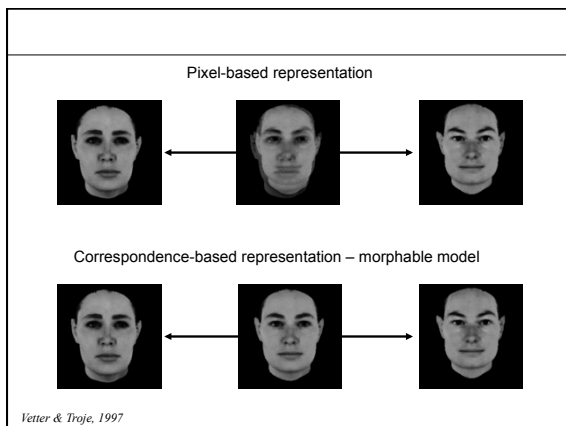 Pixel-based representation
Correspondence-based representation – morphable model
Vetter & Troje, 1997